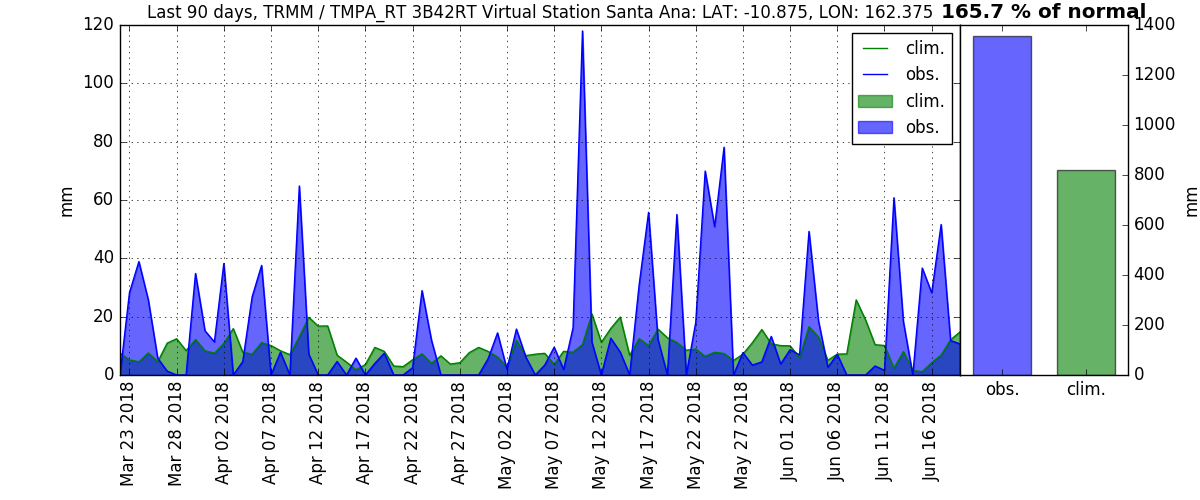 Last 90 days, TRMM / TMPA_RT 3B42RT Virtual Station Santa Ana: LAT: -10.875, LON: 162.375 165.7 % of normal
120
100
80
60
40
20
0
mm
clim.
obs.
clim.
obs.
1400
1200
1000
800
600
400
200
0
mm
obs. clim.
Mar 23 2018
Mar 28 2018
Apr 02 2018
Apr 07 2018
Apr 12 2018
Apr 17 2018
Apr 22 2018
Apr 27 2018
May 02 2018
May 07 2018
May 12 2018
May 17 2018
May 22 2018
May 27 2018
Jun 01 2018
Jun 06 2018
Jun 11 2018
Jun 16 2018